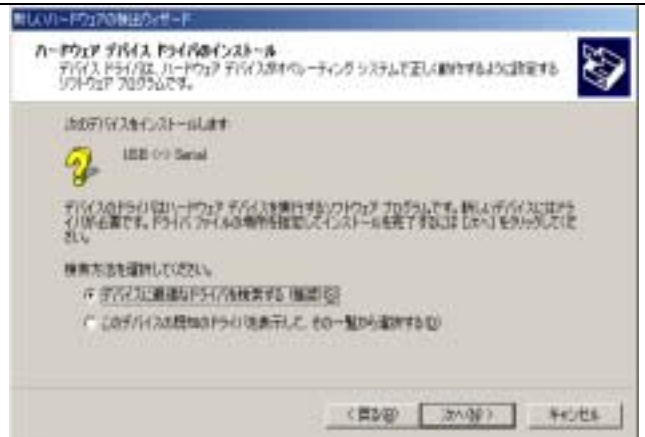 新しいハードウェアの検出ウィザード
ハードウェア デバイス ドライバのインストール
デバイス ドライバは、ハードウェア デバイスがオペレーティング システムで正しく動作するように設定する
ソフトウェア プログラムです。
次のデバイスをインストールします:
USB <-> Serial
デバイスのドライバはハードウェア デバイスを実行するソフトウェア プログラムです。新しいデバイスにはドラ
イバが必要です。ドライバ ファイルの場所を指定してインストールを完了するには [次へ] をクリックしてくだ
さい。
検索方法を選択してください。
デバイスに最適なドライバを検索する (推奨)(S)
このデバイスの既知のドライバを表示して、その一覧から選択する(D)
< 戻る(B)
次へ(N) >
キャンセル